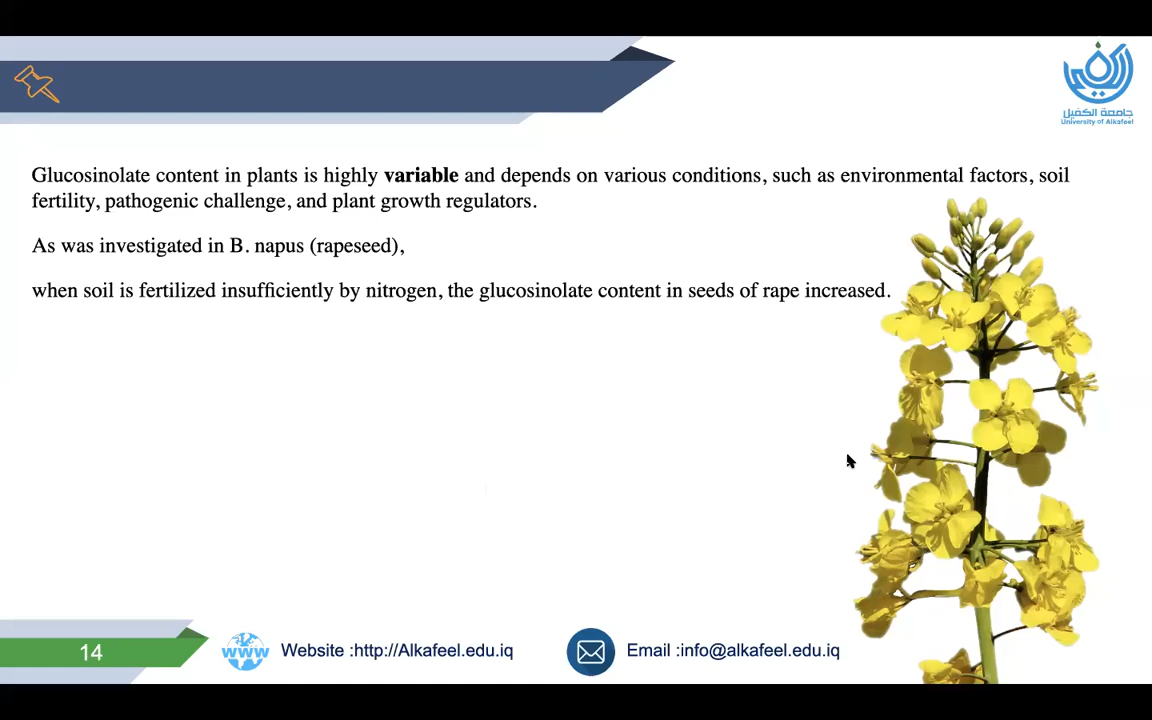 جامعة الكفيل
University of Alkafeel
Glucosinolate content in plants is highly variable and depends on various conditions, such as environmental factors, soil
fertility, pathogenic challenge, and plant growth regulators.
As was investigated in B. napus (rapeseed),
when soil is fertilized insufficiently by nitrogen, the glucosinolate content in seeds of rape increased.
14
www
Website :http://Alkafeel.edu.iq
Email :info@alkafeel.edu.iq